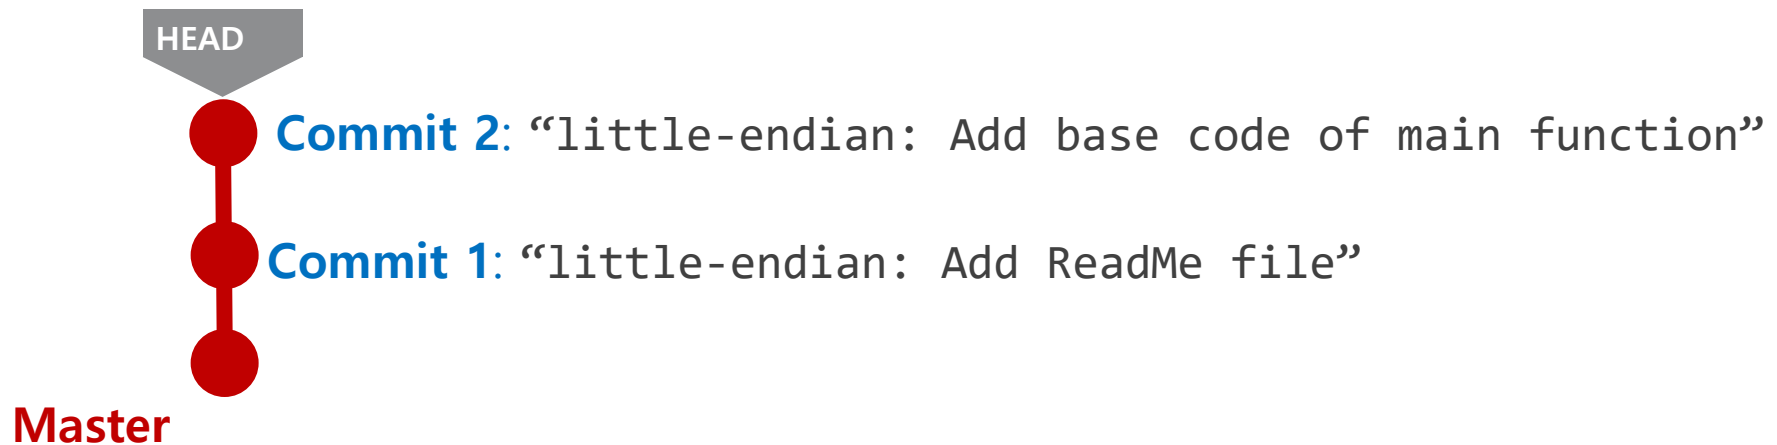 HEAD
Commit 2: “little-endian: Add base code of main function”
Commit 1: “little-endian: Add ReadMe file”
Master